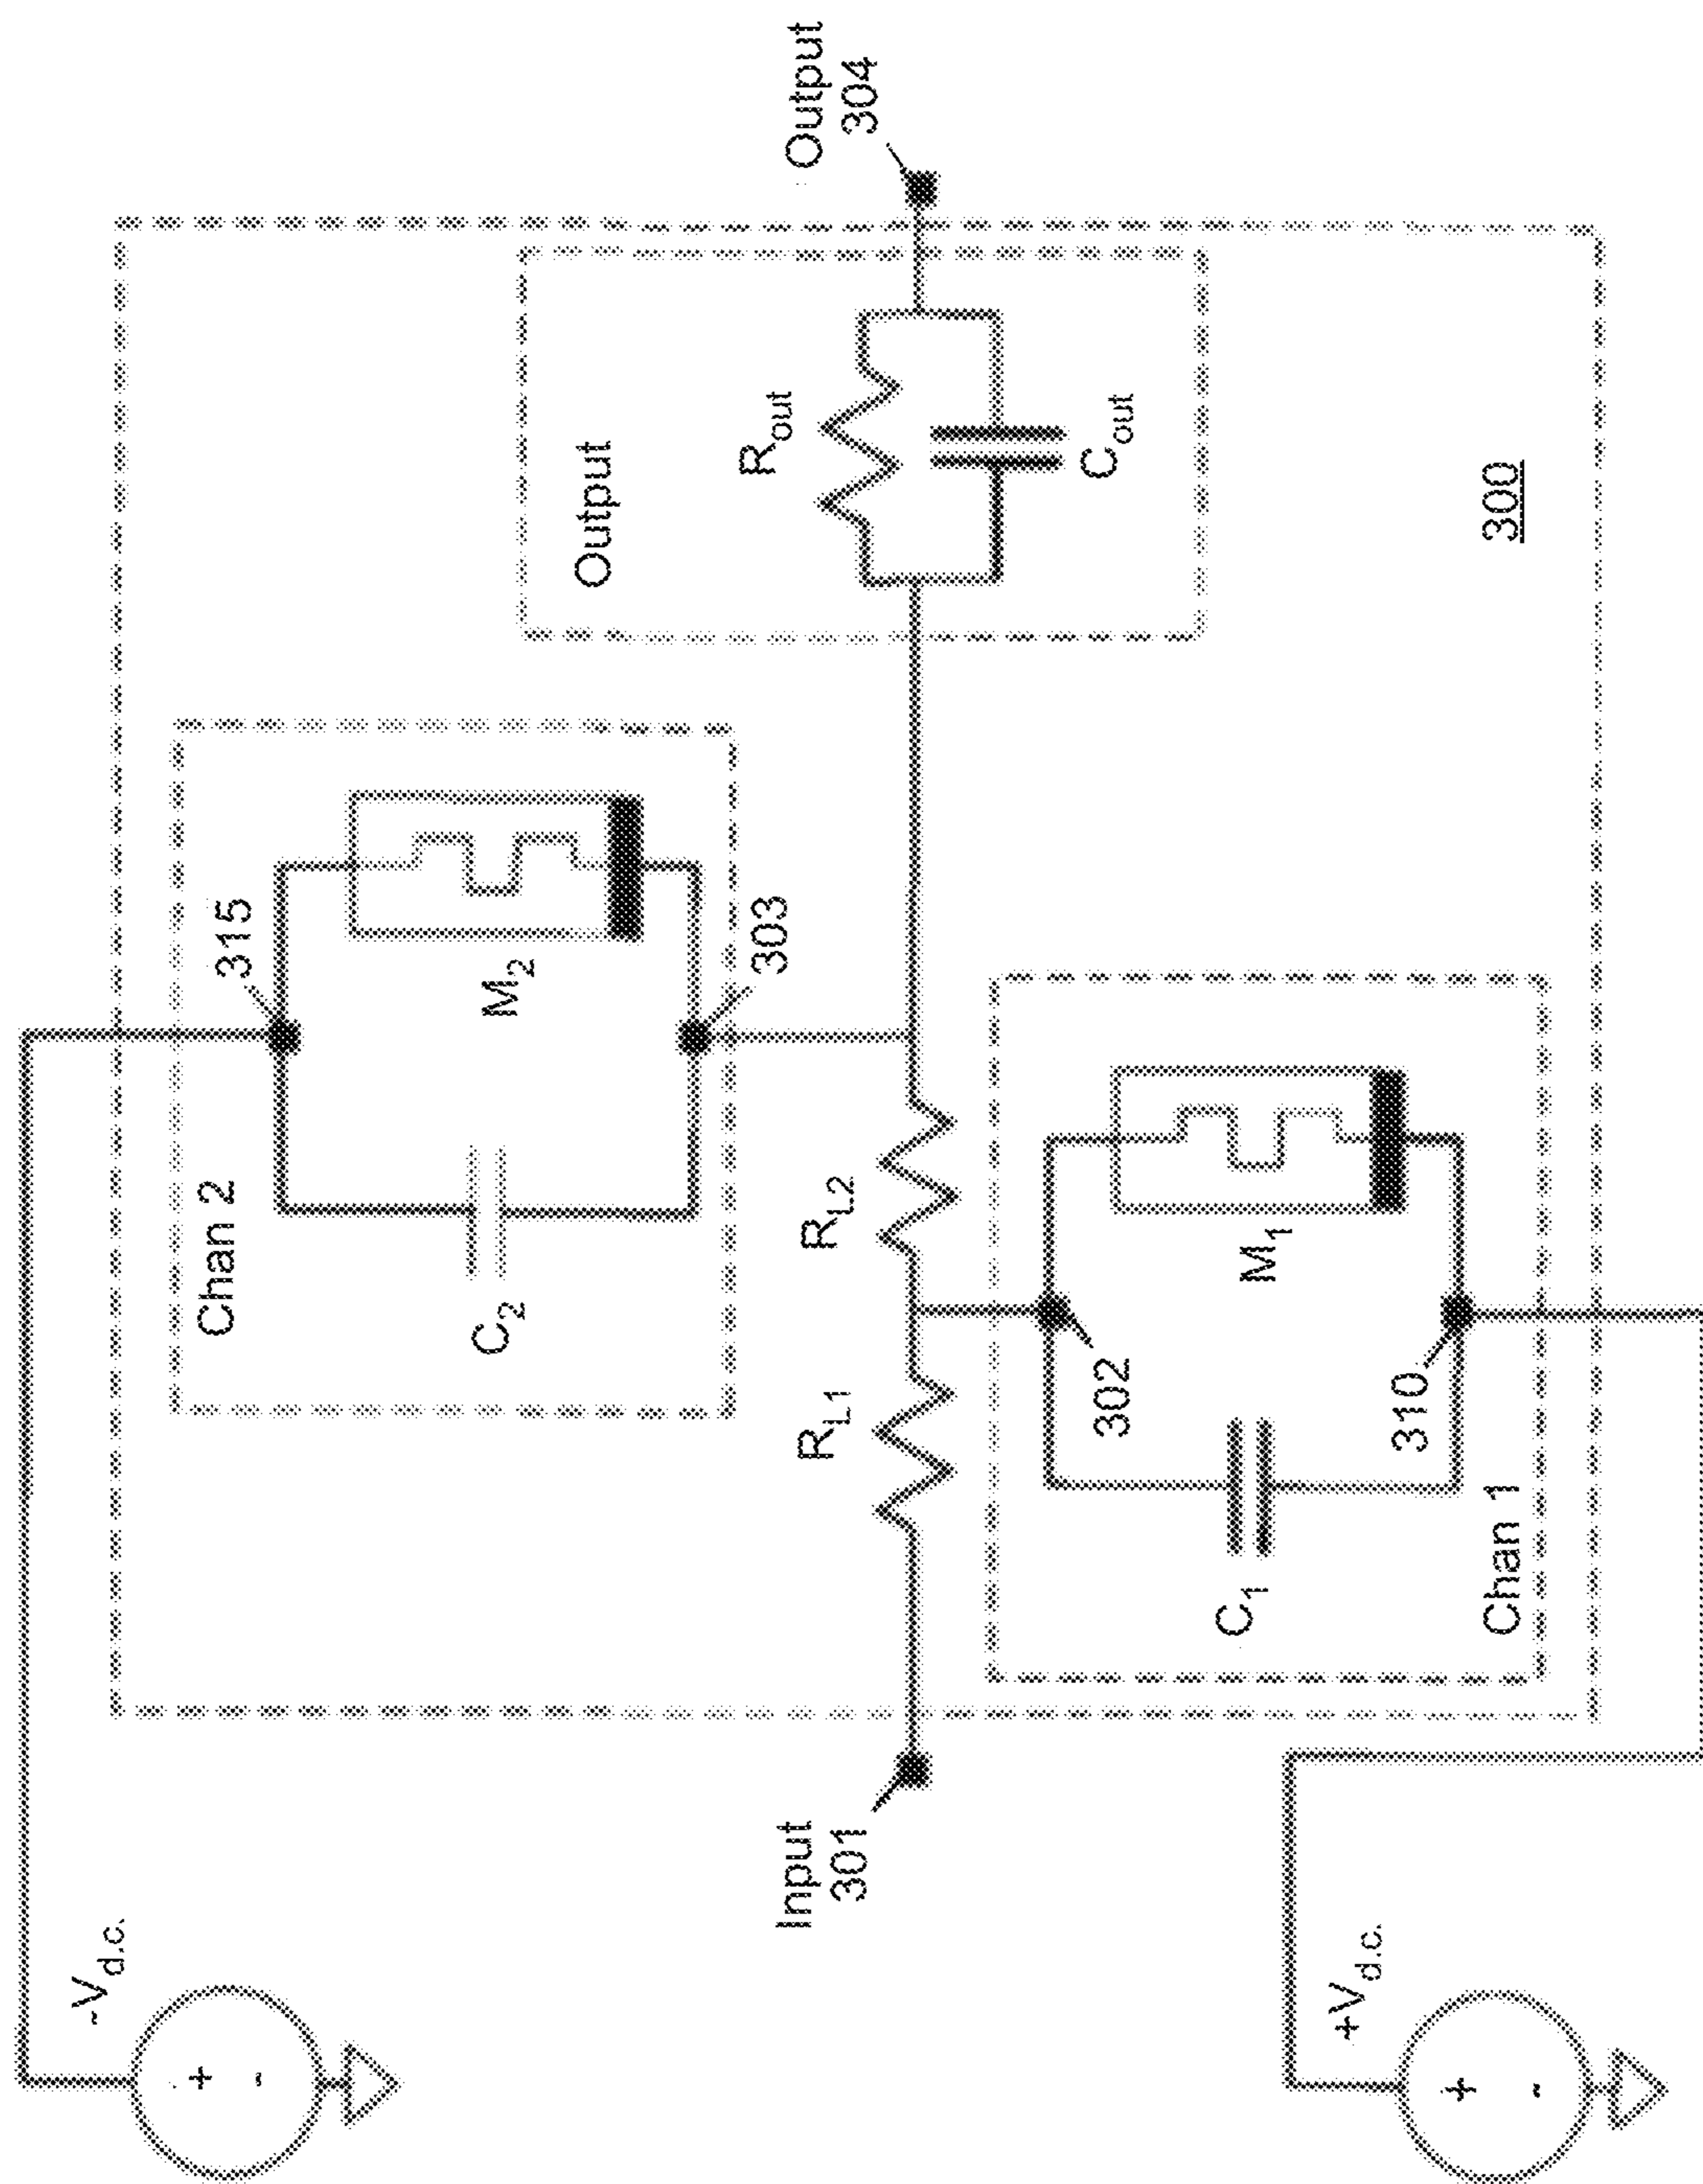 -Vd.c.
+
-
Chan 2
C2
M2
315
303
Input
301
RL1
RL2
Output
Rout
Cout
Output
304
+Vd.c.
+
-
302
310
C1
M1
Chan 1
300